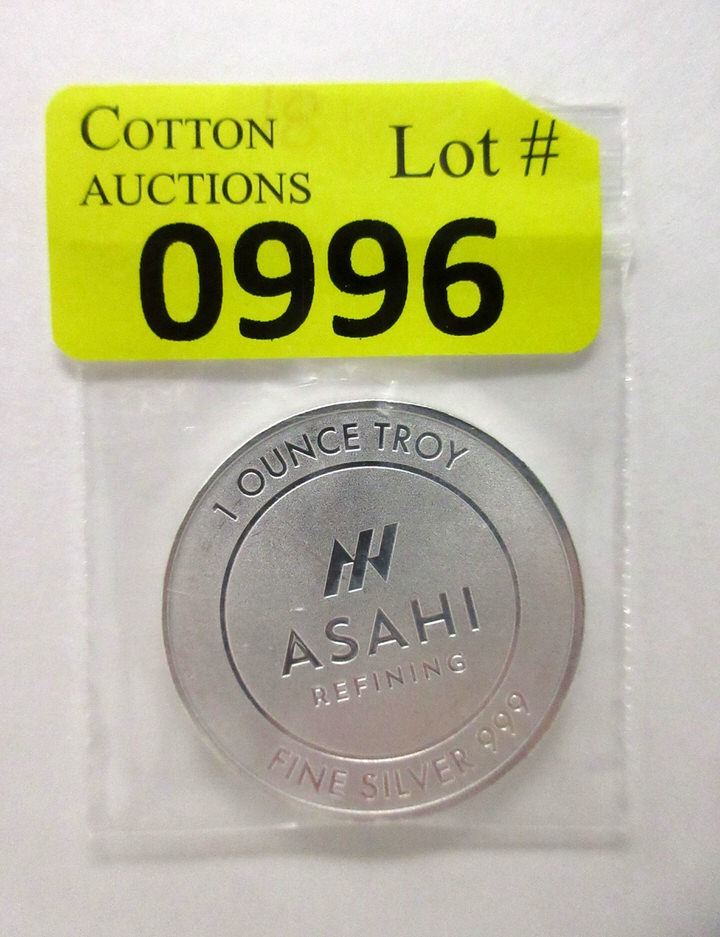 COTTON
AUCTIONS
Lot #
0996
1 OUNCE TROY
ASAHI
REFINING
FINE SILVER 999